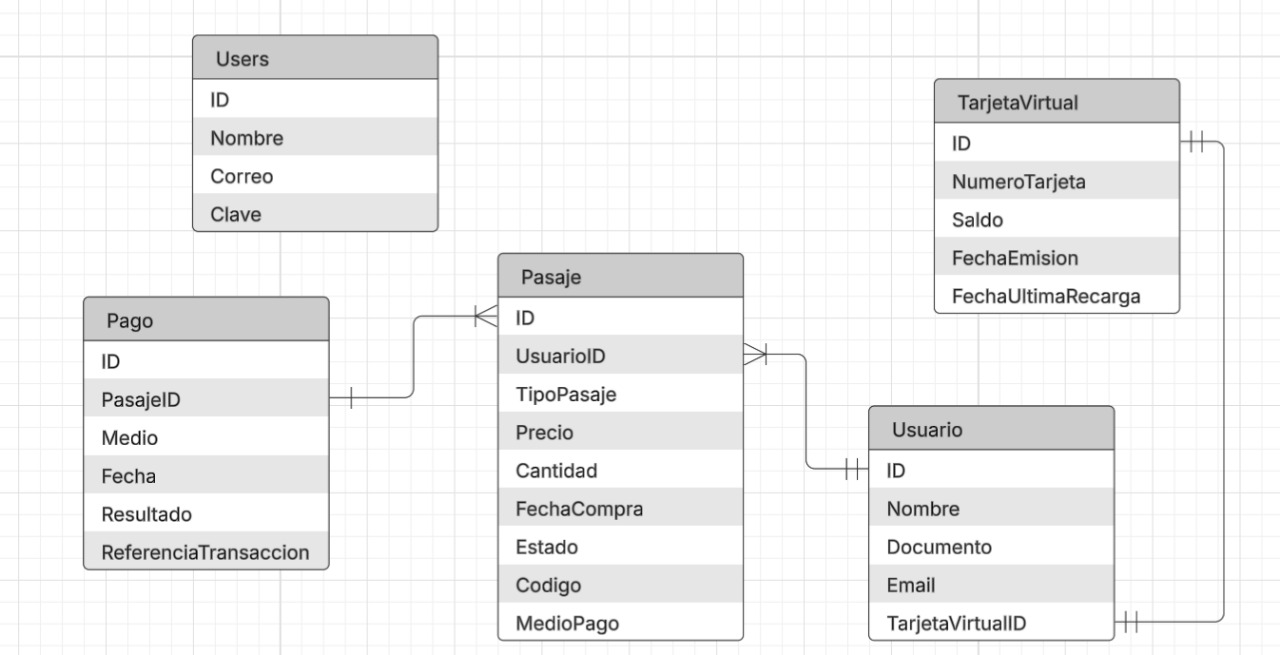 Users
ID
Nombre
Correo
Clave
TarjetaVirtual
ID
NumeroTarjeta
Saldo
FechaEmision
FechaUltimaRecarga
Pago
ID
PasajeID
Medio
Fecha
Resultado
ReferenciaTransaccion
Pasaje
ID
UsuarioID
TipoPasaje
Precio
Cantidad
FechaCompra
Estado
Codigo
MedioPago
Usuario
ID
Nombre
Documento
Email
TarjetaVirtualID